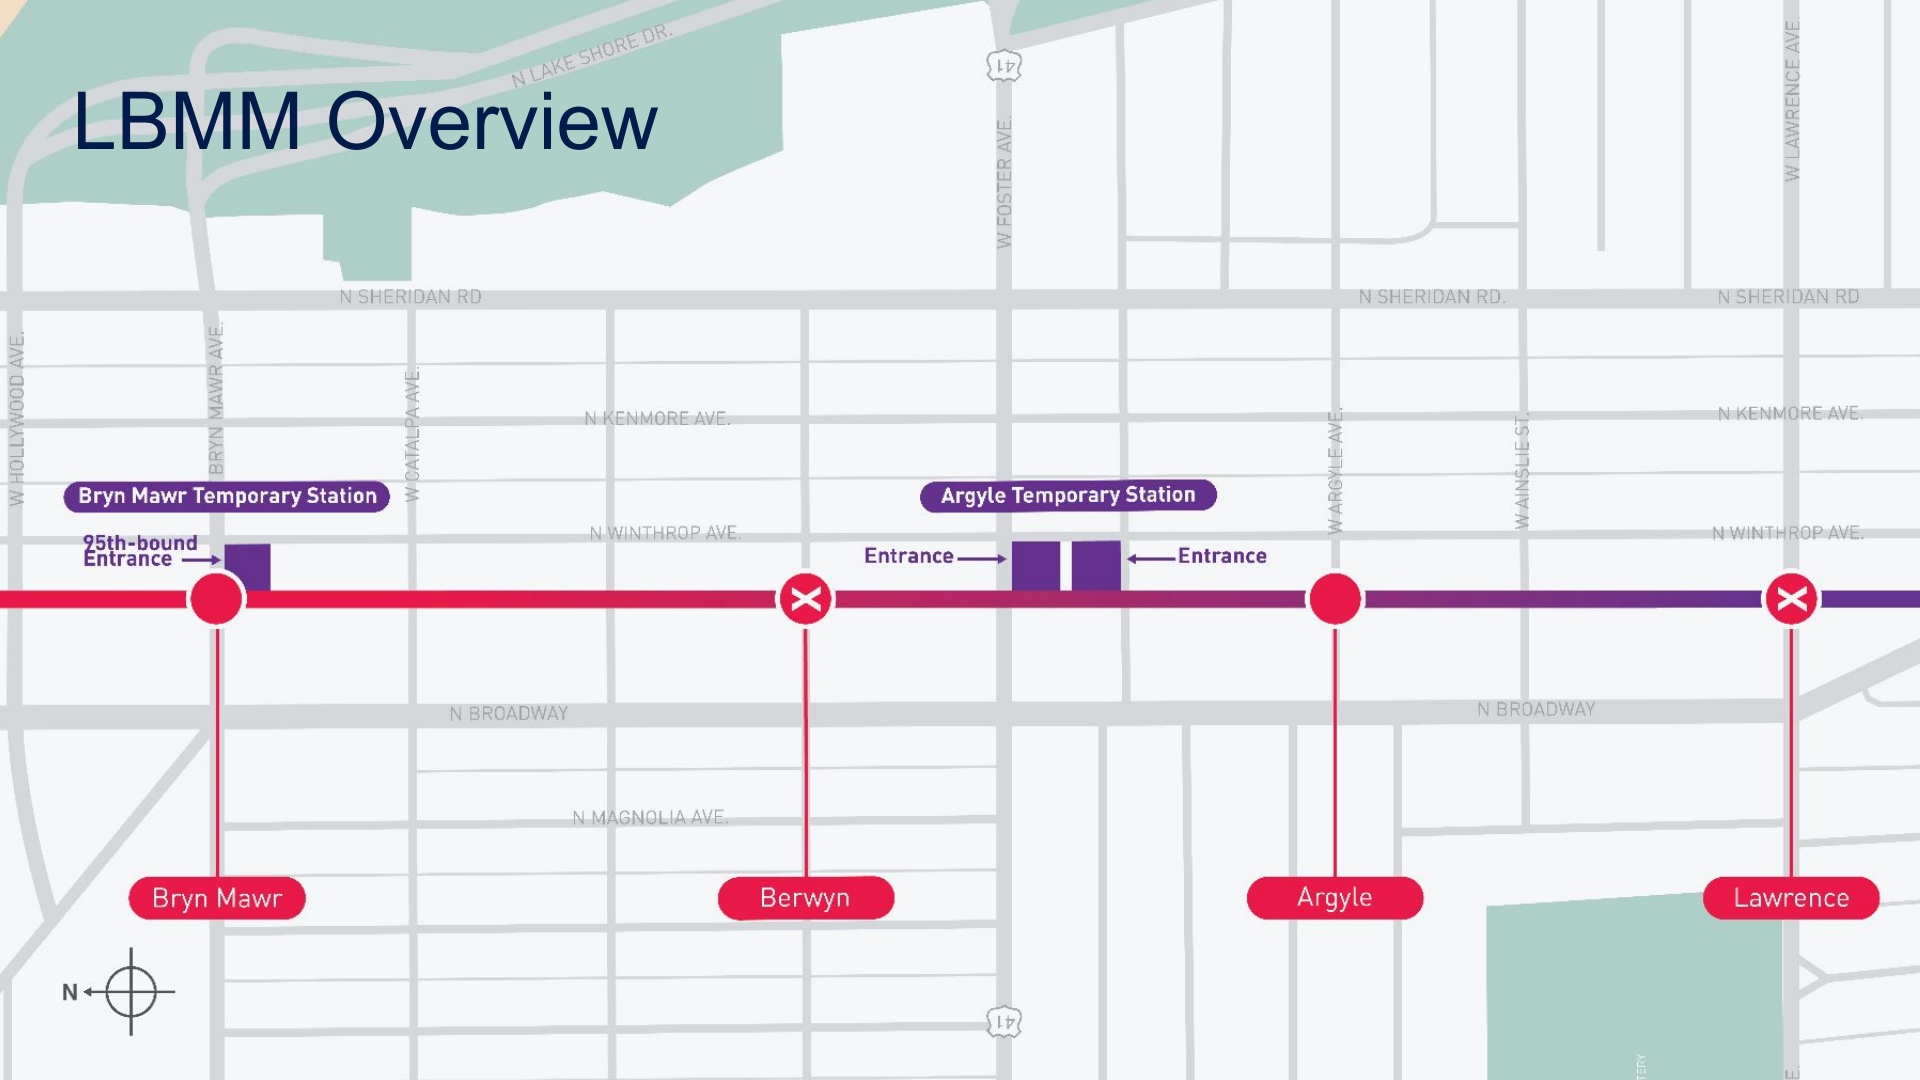 N LAKE SHORE DR.
41
W LAWRENCE AVE.
LBMM Overview
W FOSTER AVE.
N SHERIDAN RD
N SHERIDAN RD.
N SHERIDAN RD
W HOLLYWOOD AVE.
BRYN MAWR AVE.
W CATALPA AVE.
N KENMORE AVE.
W ARGYLE AVE.
W AINSLIE ST.
N KENMORE AVE.
Bryn Mawr Temporary Station
Argyle Temporary Station
N WINTHROP AVE.
N WINTHROP AVE.
95th-bound
Entrance
Entrance
Entrance
N BROADWAY
N BROADWAY
N MAGNOLIA AVE.
Bryn Mawr
Berwyn
Argyle
Lawrence
N
41
TERY
E.